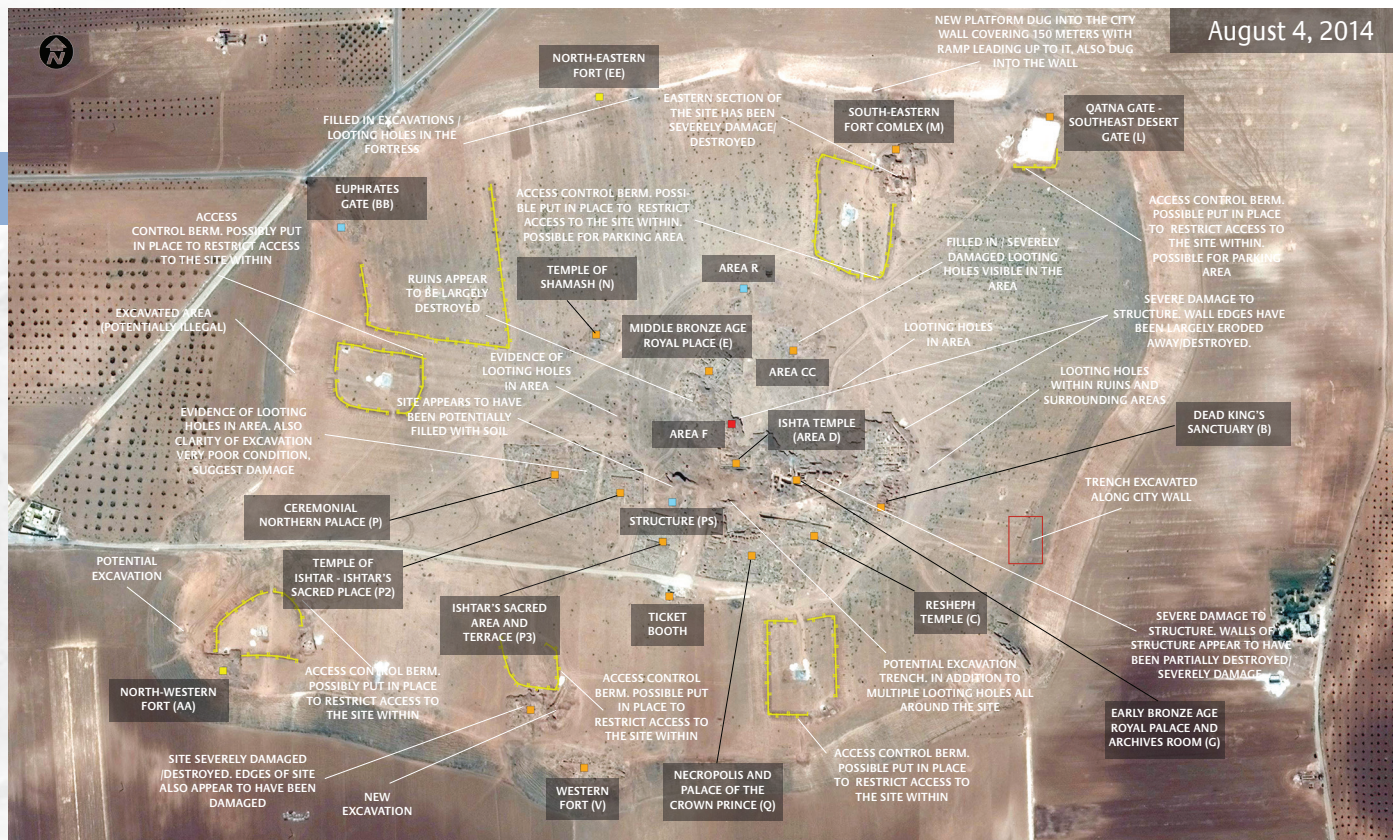 August 4, 2014
N
NEW PLATFORM DUG INTO THE CITY
WALL COVERING 150 METERS WITH
RAMP LEADING UP TO IT, ALSO DUG
INTO THE WALL
NORTH-EASTERN
FORT (EE)
EASTERN SECTION OF
THE SITE HAS BEEN
SEVERELY DAMAGE/
DESTROYED
SOUTH-EASTERN
FORT COMLEX (M)
QATNA GATE -
SOUTHEAST DESERT
GATE (L)
FILLED IN EXCAVATIONS /
LOOTING HOLES IN THE
FORTRESS
EUPHRATES
GATE (BB)
ACCESS
CONTROL BERM. POSSIBLY PUT
IN PLACE TO RESTRICT ACCESS
TO THE SITE WITHIN
ACCESS CONTROL BERM. POSSI-
BLE PUT IN PLACE TO RESTRICT
ACCESS TO THE SITE WITHIN.
POSSIBLE FOR PARKING AREA
ACCESS CONTROL BERM.
POSSIBLE PUT IN PLACE
TO RESTRICT ACCESS TO
THE SITE WITHIN.
POSSIBLE FOR PARKING
AREA
FILLED IN / SEVERELY
DAMAGED LOOTING
HOLES VISIBLE IN THE
AREA
TEMPLE OF
SHAMASH (N)
AREA R
RUINS APPEAR
TO BE LARGELY
DESTROYED
EXCAVATED AREA
(POTENTIALLY ILLEGAL)
MIDDLE BRONZE AGE
ROYAL PLACE (E)
LOOTING HOLES
IN AREA
SEVERE DAMAGE TO
STRUCTURE. WALL EDGES HAVE
BEEN LARGELY ERODED
AWAY/DESTROYED.
EVIDENCE OF
LOOTING HOLES
IN AREA
AREA CC
LOOTING HOLES
WITHIN RUINS AND
SURROUNDING AREAS.
SITE APPEARS TO HAVE
BEEN POTENTIALLY
FILLED WITH SOIL
EVIDENCE OF LOOTING
HOLES IN AREA. ALSO
CLARITY OF EXCAVATION
VERY POOR CONDITION,
SUGGEST DAMAGE
AREA F
ISHTA TEMPLE
(AREA D)
DEAD KING'S
SANCTUARY (B)
TRENCH EXCAVATED
ALONG CITY WALL
CEREMONIAL
NORTHERN PALACE (P)
STRUCTURE (PS)
POTENTIAL
EXCAVATION
TEMPLE OF
ISHTAR - ISHTAR'S
SACRED PLACE (P2)
ISHTAR'S SACRED
AREA AND
TERRACE (P3)
TICKET
BOOTH
RESHEPH
TEMPLE (C)
SEVERE DAMAGE TO
STRUCTURE. WALLS OF
STRUCTURE APPEAR TO HAVE
BEEN PARTIALLY DESTROYED/
SEVERELY DAMAGE
NORTH-WESTERN
FORT (AA)
ACCESS CONTROL BERM.
POSSIBLY PUT IN PLACE
TO RESTRICT ACCESS TO
THE SITE WITHIN
ACCESS CONTROL
BERM. POSSIBLE PUT
IN PLACE TO
RESTRICT ACCESS TO
THE SITE WITHIN
POTENTIAL EXCAVATION
TRENCH. IN ADDITION TO
MULTIPLE LOOTING HOLES ALL
AROUND THE SITE
EARLY BRONZE AGE
ROYAL PALACE AND
ARCHIVES ROOM (G)
SITE SEVERELY DAMAGED
/DESTROYED. EDGES OF SITE
ALSO APPEAR TO HAVE BEEN
DAMAGED
NEW
EXCAVATION
WESTERN
FORT (V)
NECROPOLIS AND
PALACE OF THE
CROWN PRINCE (Q)
ACCESS CONTROL BERM.
POSSIBLE PUT IN PLACE
TO RESTRICT ACCESS TO
THE SITE WITHIN